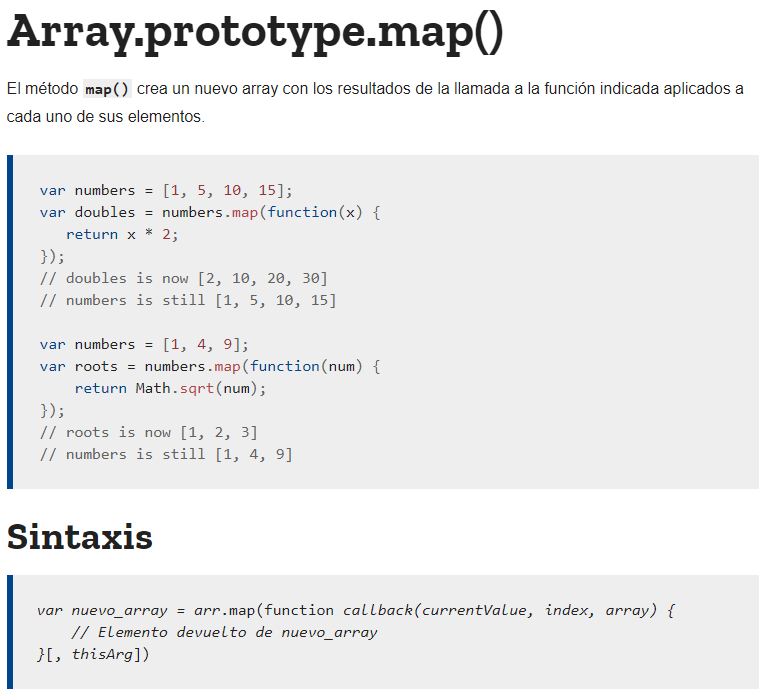 Array.prototype.map()
El método map() crea un nuevo array con los resultados de la llamada a la función indicada aplicados a
cada uno de sus elementos.
var numbers = [1, 5, 10, 15];
var doubles = numbers.map(function(x) {
   return x * 2;
});
// doubles is now [2, 10, 20, 30]
// numbers is still [1, 5, 10, 15]
var numbers = [1, 4, 9];
var roots = numbers.map(function(num) {
    return Math.sqrt(num);
});
// roots is now [1, 2, 3]
// numbers is still [1, 4, 9]
Sintaxis
var nuevo_array = arr.map(function callback(currentValue, index, array) {
    // Elemento devuelto de nuevo_array
}[, thisArg])